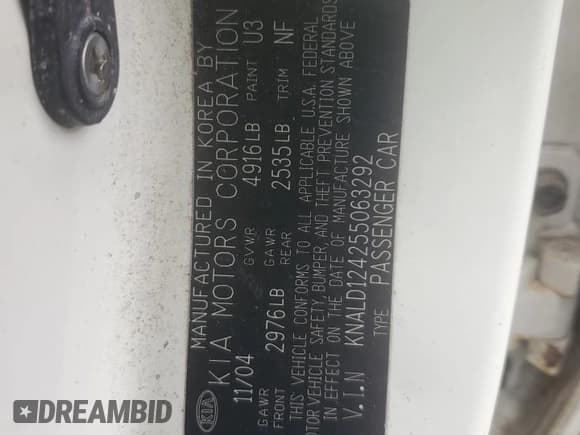 KIA
MANUFACTURED IN KOREA BY
KIA MOTORS CORPORATION
11/04 GVWR 4916LB PAINT U3
GAWR FRONT 2976LB GAWR REAR 2535LB TRIM NF
THIS VEHICLE CONFORMS TO ALL APPLICABLE U.S.A. FEDERAL
MOTOR VEHICLE SAFETY, BUMPER, AND THEFT PREVENTION STANDARDS
IN EFFECT ON THE DATE OF MANUFACTURE SHOWN ABOVE
V.I.N KNALD124255063292
TYPE PASSENGER CAR
DREAMBID